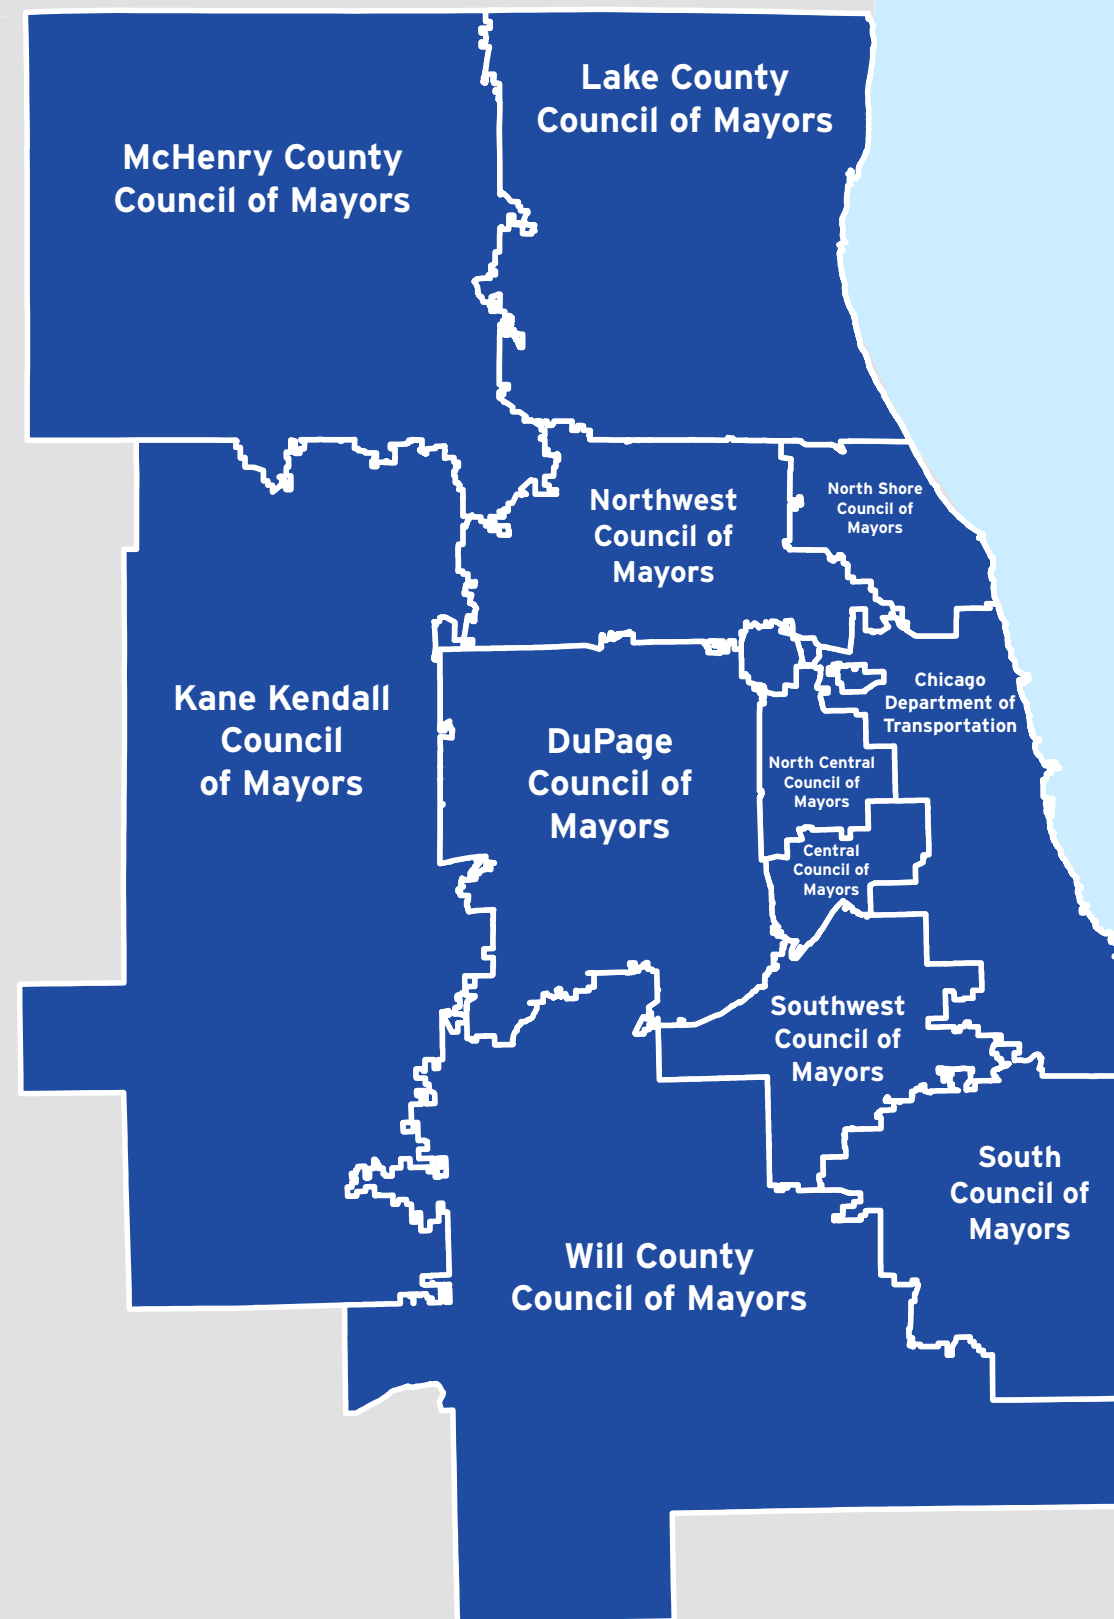 Lake County
Council of Mayors
McHenry County
Council of Mayors
Northwest
Council of
Mayors
North Shore
Council of
Mayors
Kane Kendall
Council
of Mayors
DuPage
Council of
Mayors
Chicago
Department of
Transportation
North Central
Council of
Mayors
Central
Council of
Mayors
Southwest
Council of
Mayors
South
Council of
Mayors
Will County
Council of Mayors